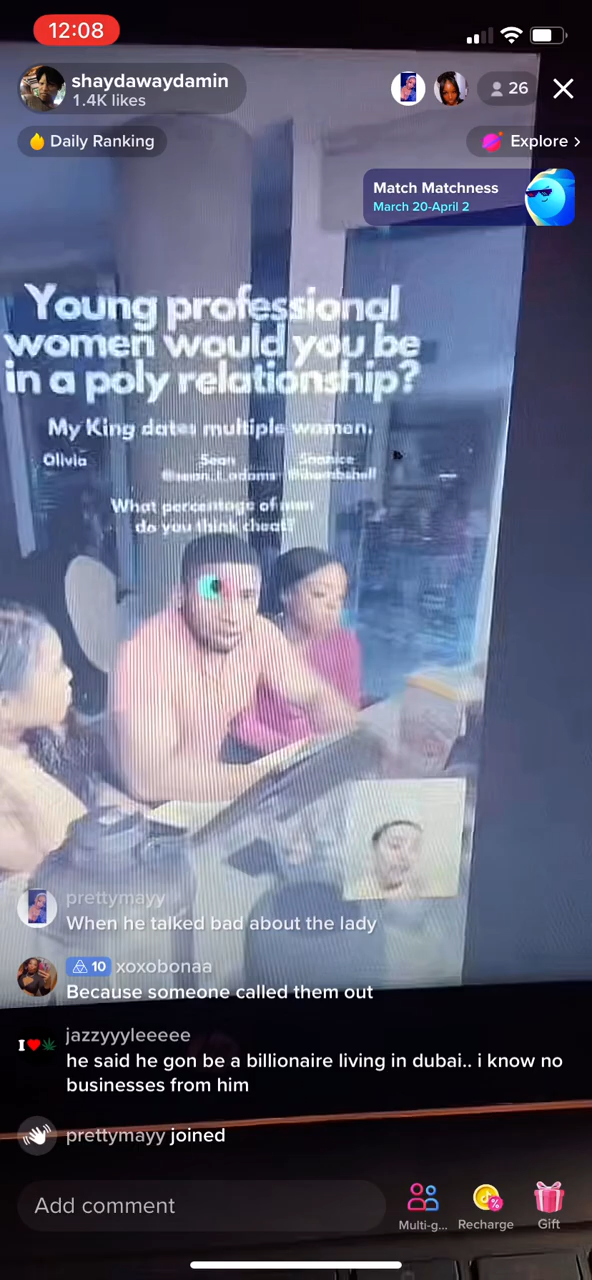 12:08
shaydawaydamin
1.4K likes
26
Daily Ranking
Explore >
Match Matchness
March 20-April 2
Young professional
women would you be
in a poly relationship?
My King dates multiple women.
Olivia Sean Shanice
What percentage of men
do you think cheat?
prettymayy
When he talked bad about the lady
10 xoxobonaa
Because someone called them out
jazzyyyleeeee
he said he gon be a billionaire living in dubai.. i know no
businesses from him
prettymayy joined
Add comment
Multi-g... Recharge Gift